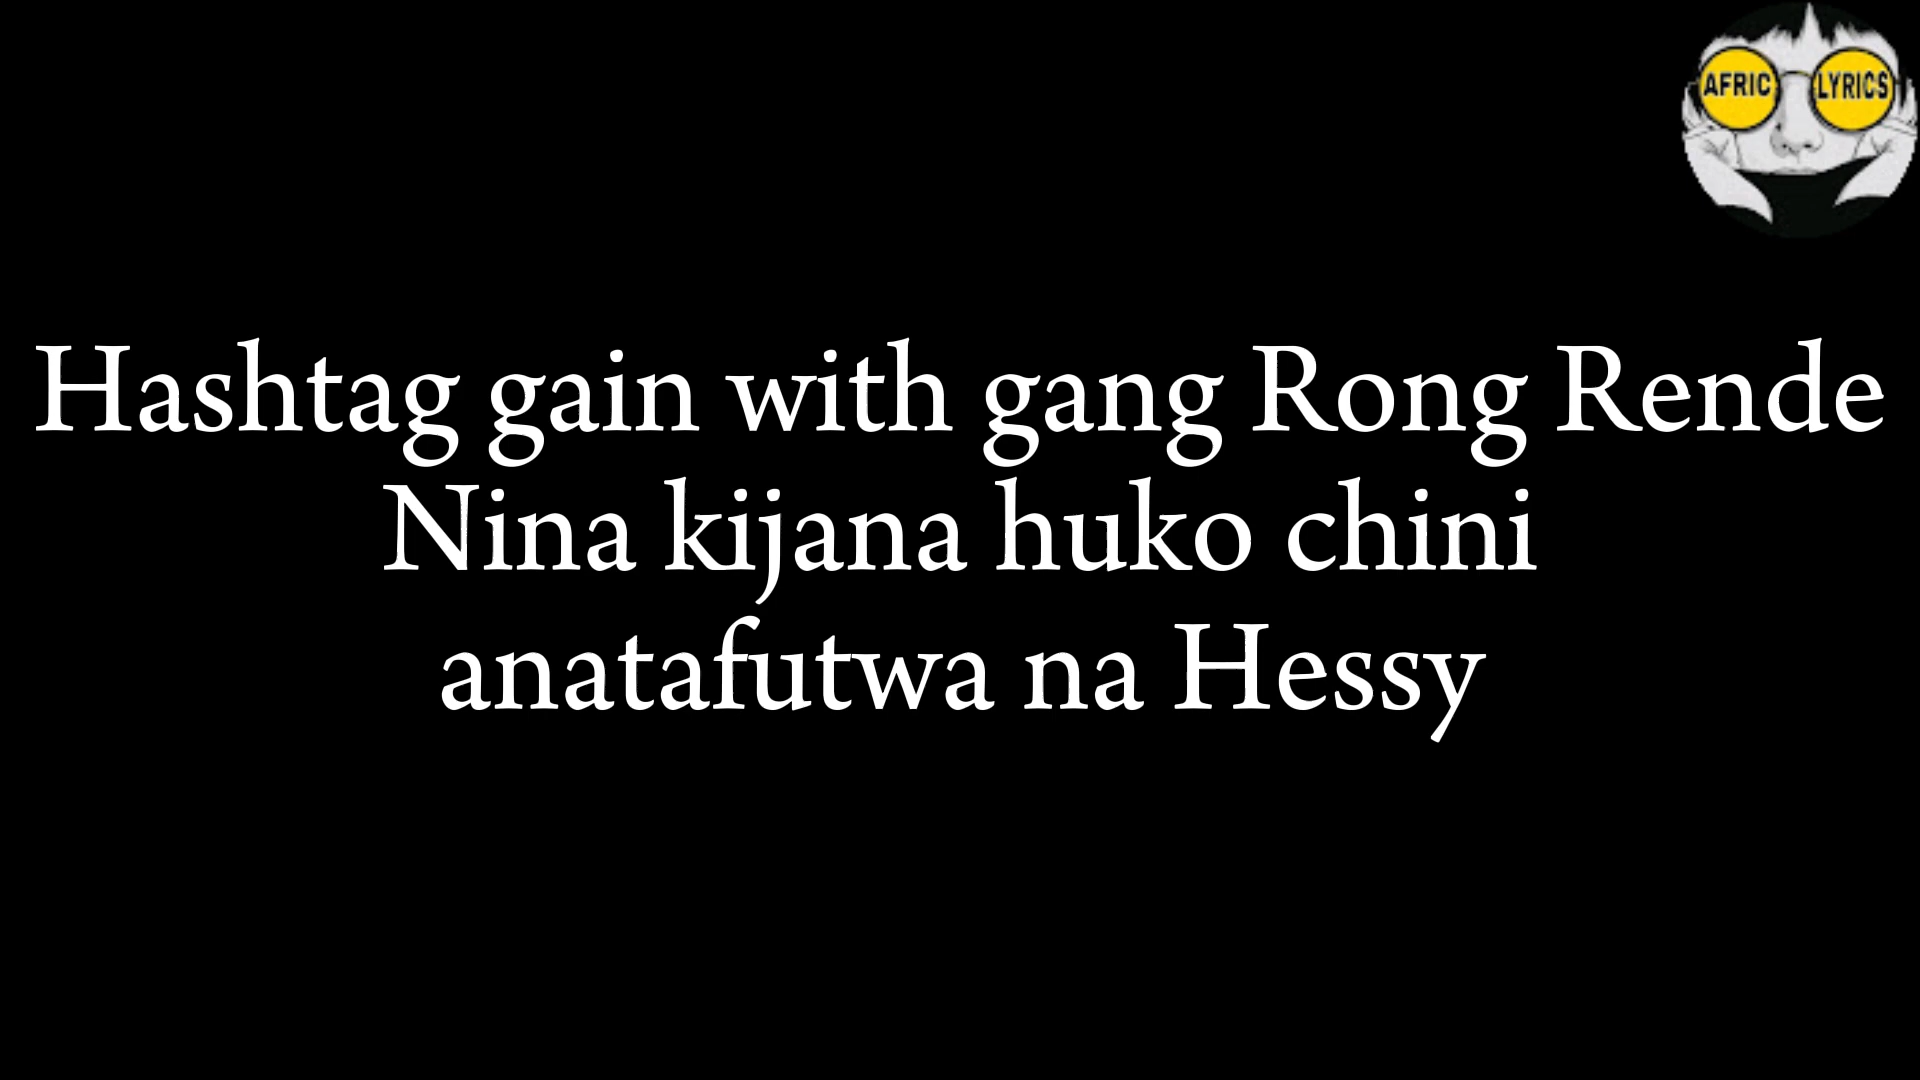 AFRIC LYRICS
Hashtag gain with gang Rong Rende
Nina kijana huko chini
anatafutwa na Hessy